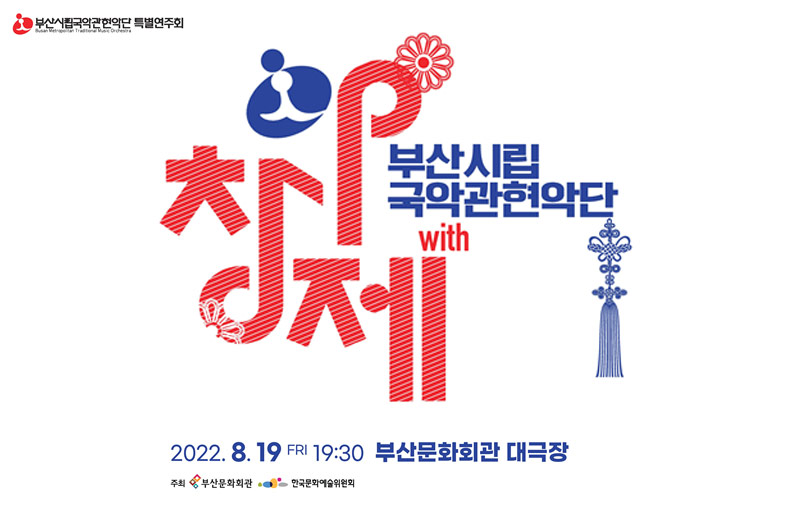 부산시립국악관현악단 특별연주회
Busan Metropolitan Traditional Music Orchestra
창작
부산시립
국악관현악단
with
제
2022. 8. 19 FRI 19:30 부산문화회관 대극장
주최 부산문화회관 한국문화예술위원회